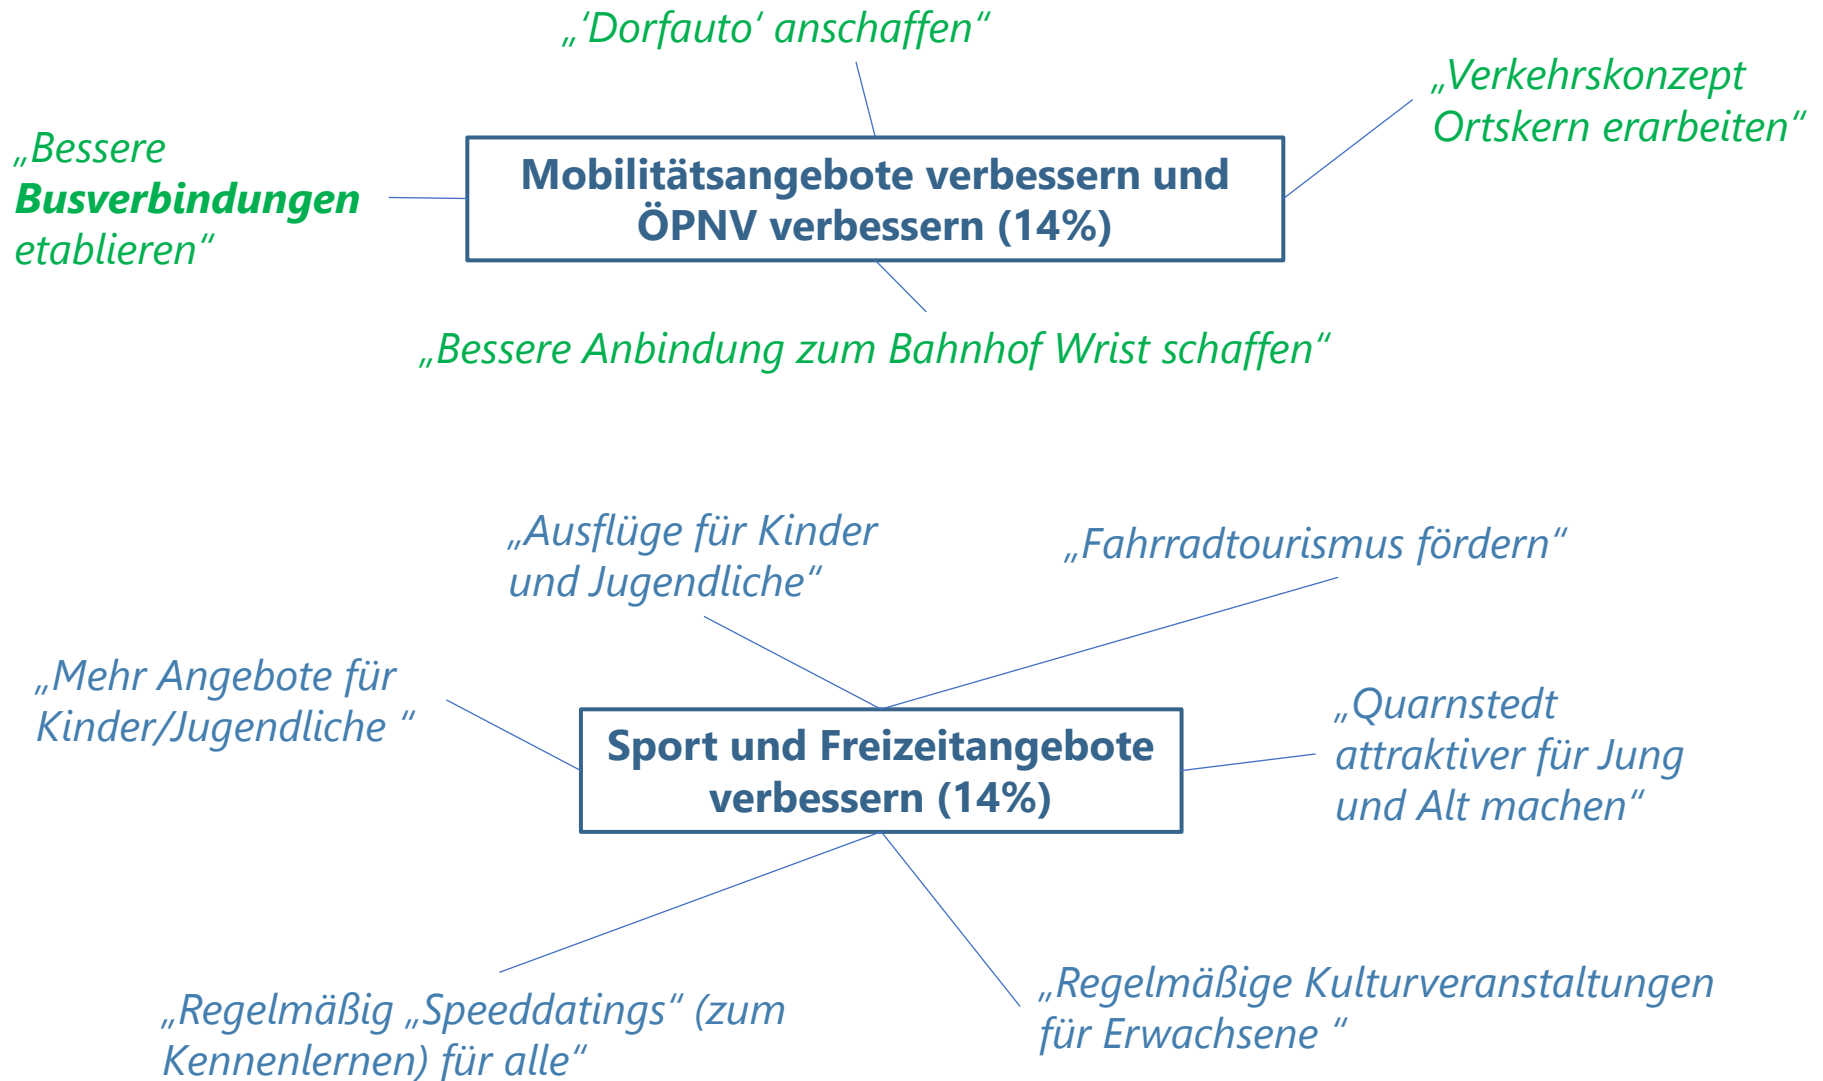 „‘Dorfauto‘ anschaffen“
„Verkehrskonzept
Ortskern erarbeiten“
„Bessere
Busverbindungen
etablieren“
Mobilitätsangebote verbessern und
ÖPNV verbessern (14%)
„Bessere Anbindung zum Bahnhof Wrist schaffen“
„Ausflüge für Kinder
und Jugendliche“
„Fahrradtourismus fördern“
„Mehr Angebote für
Kinder/Jugendliche “
Sport und Freizeitangebote
verbessern (14%)
„Quarnstedt
attraktiver für Jung
und Alt machen“
„Regelmäßig „Speeddatings“ (zum
Kennenlernen) für alle“
„Regelmäßige Kulturveranstaltungen
für Erwachsene “